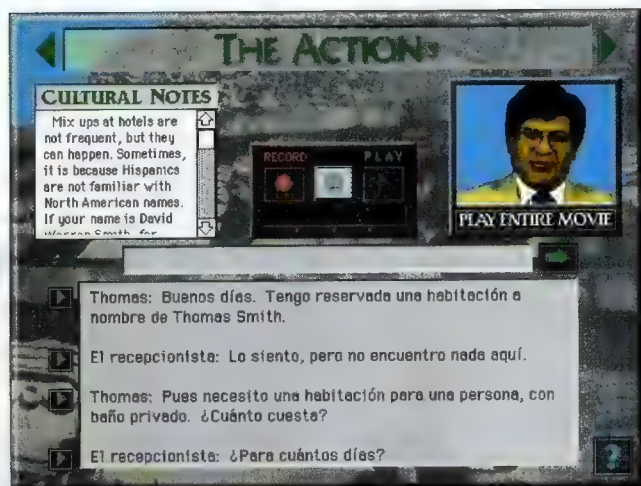 THE ACTION
CULTURAL NOTES
Mix ups at hotels are
not frequent, but they
can happen. Sometimes,
it is because Hispanics
are not familiar with
North American names.
If your name is David
Warren Smith, for
RECORD PLAY
PLAY ENTIRE MOVIE
Thomas: Buenos días. Tengo reservada una habitación a
nombre de Thomas Smith.
El recepcionista: Lo siento, pero no encuentro nada aquí.
Thomas: Pues necesito una habitación para una persona, con
baño privado. ¿Cuánto cuesta?
El recepcionista: ¿Para cuántos días?
?